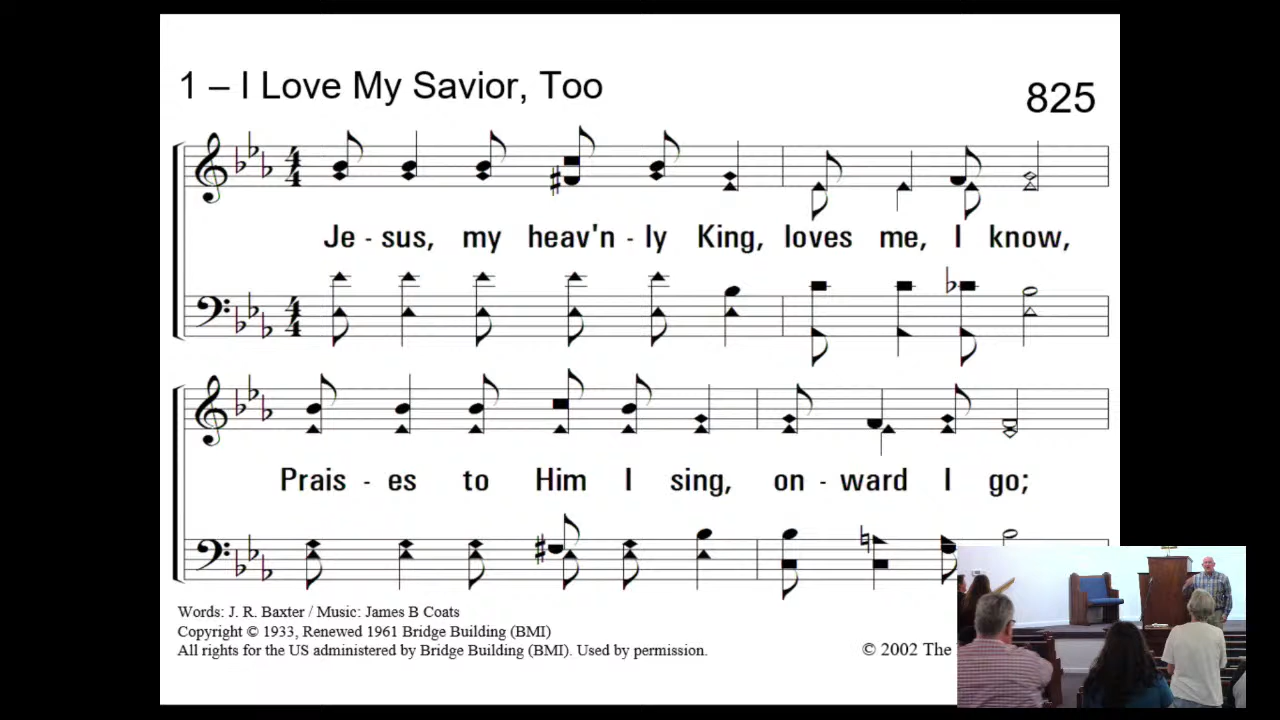 1 – I Love My Savior, Too
825
Je - sus, my heav'n - ly King, loves me, I know,
Prais - es to Him I sing, on - ward I go;
Words: J. R. Baxter / Music: James B Coats
Copyright © 1933, Renewed 1961 Bridge Building (BMI)
All rights for the US administered by Bridge Building (BMI). Used by permission.
© 2002 The